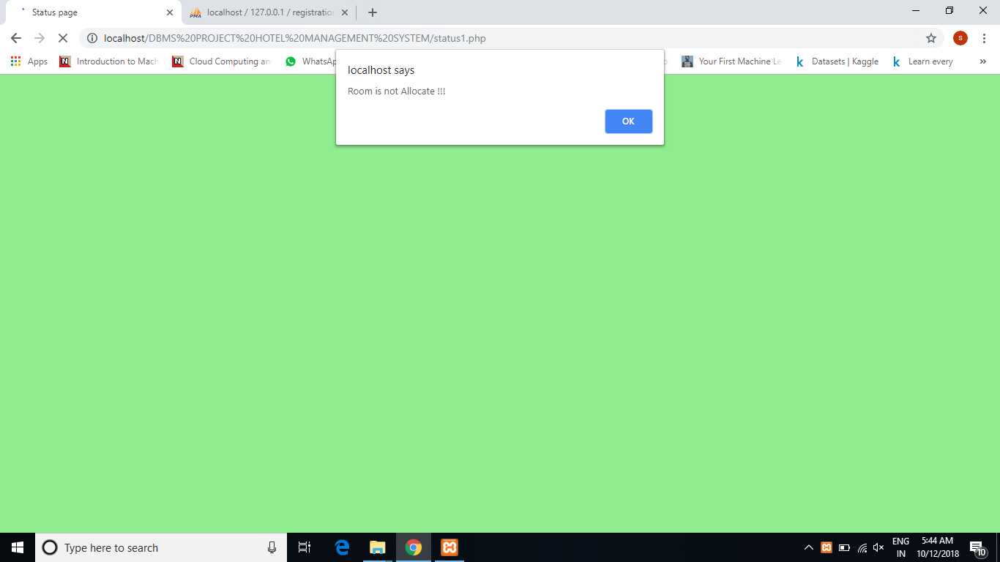 Status page
localhost / 127.0.0.1 / registration
localhost/DBMS%20PROJECT%20HOTEL%20MANAGEMENT%20SYSTEM/status1.php
s
Apps
N Introduction to Mach
N Cloud Computing an
WhatsAp
Your First Machine Le
k Datasets | Kaggle
k Learn every
»
localhost says
Room is not Allocate !!!
OK
Type here to search
ENG
IN
5:44 AM
10/12/2018
10